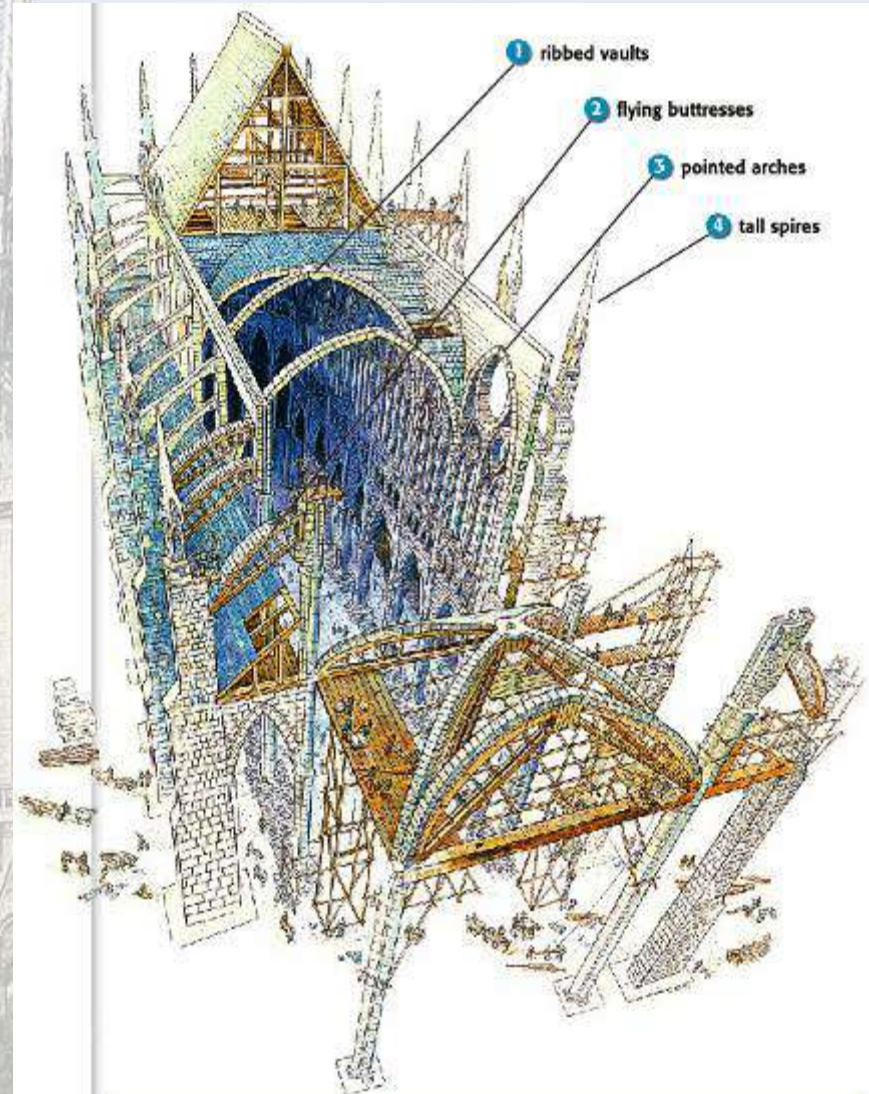 1 ribbed vaults
2 flying buttresses
3 pointed arches
4 tall spires